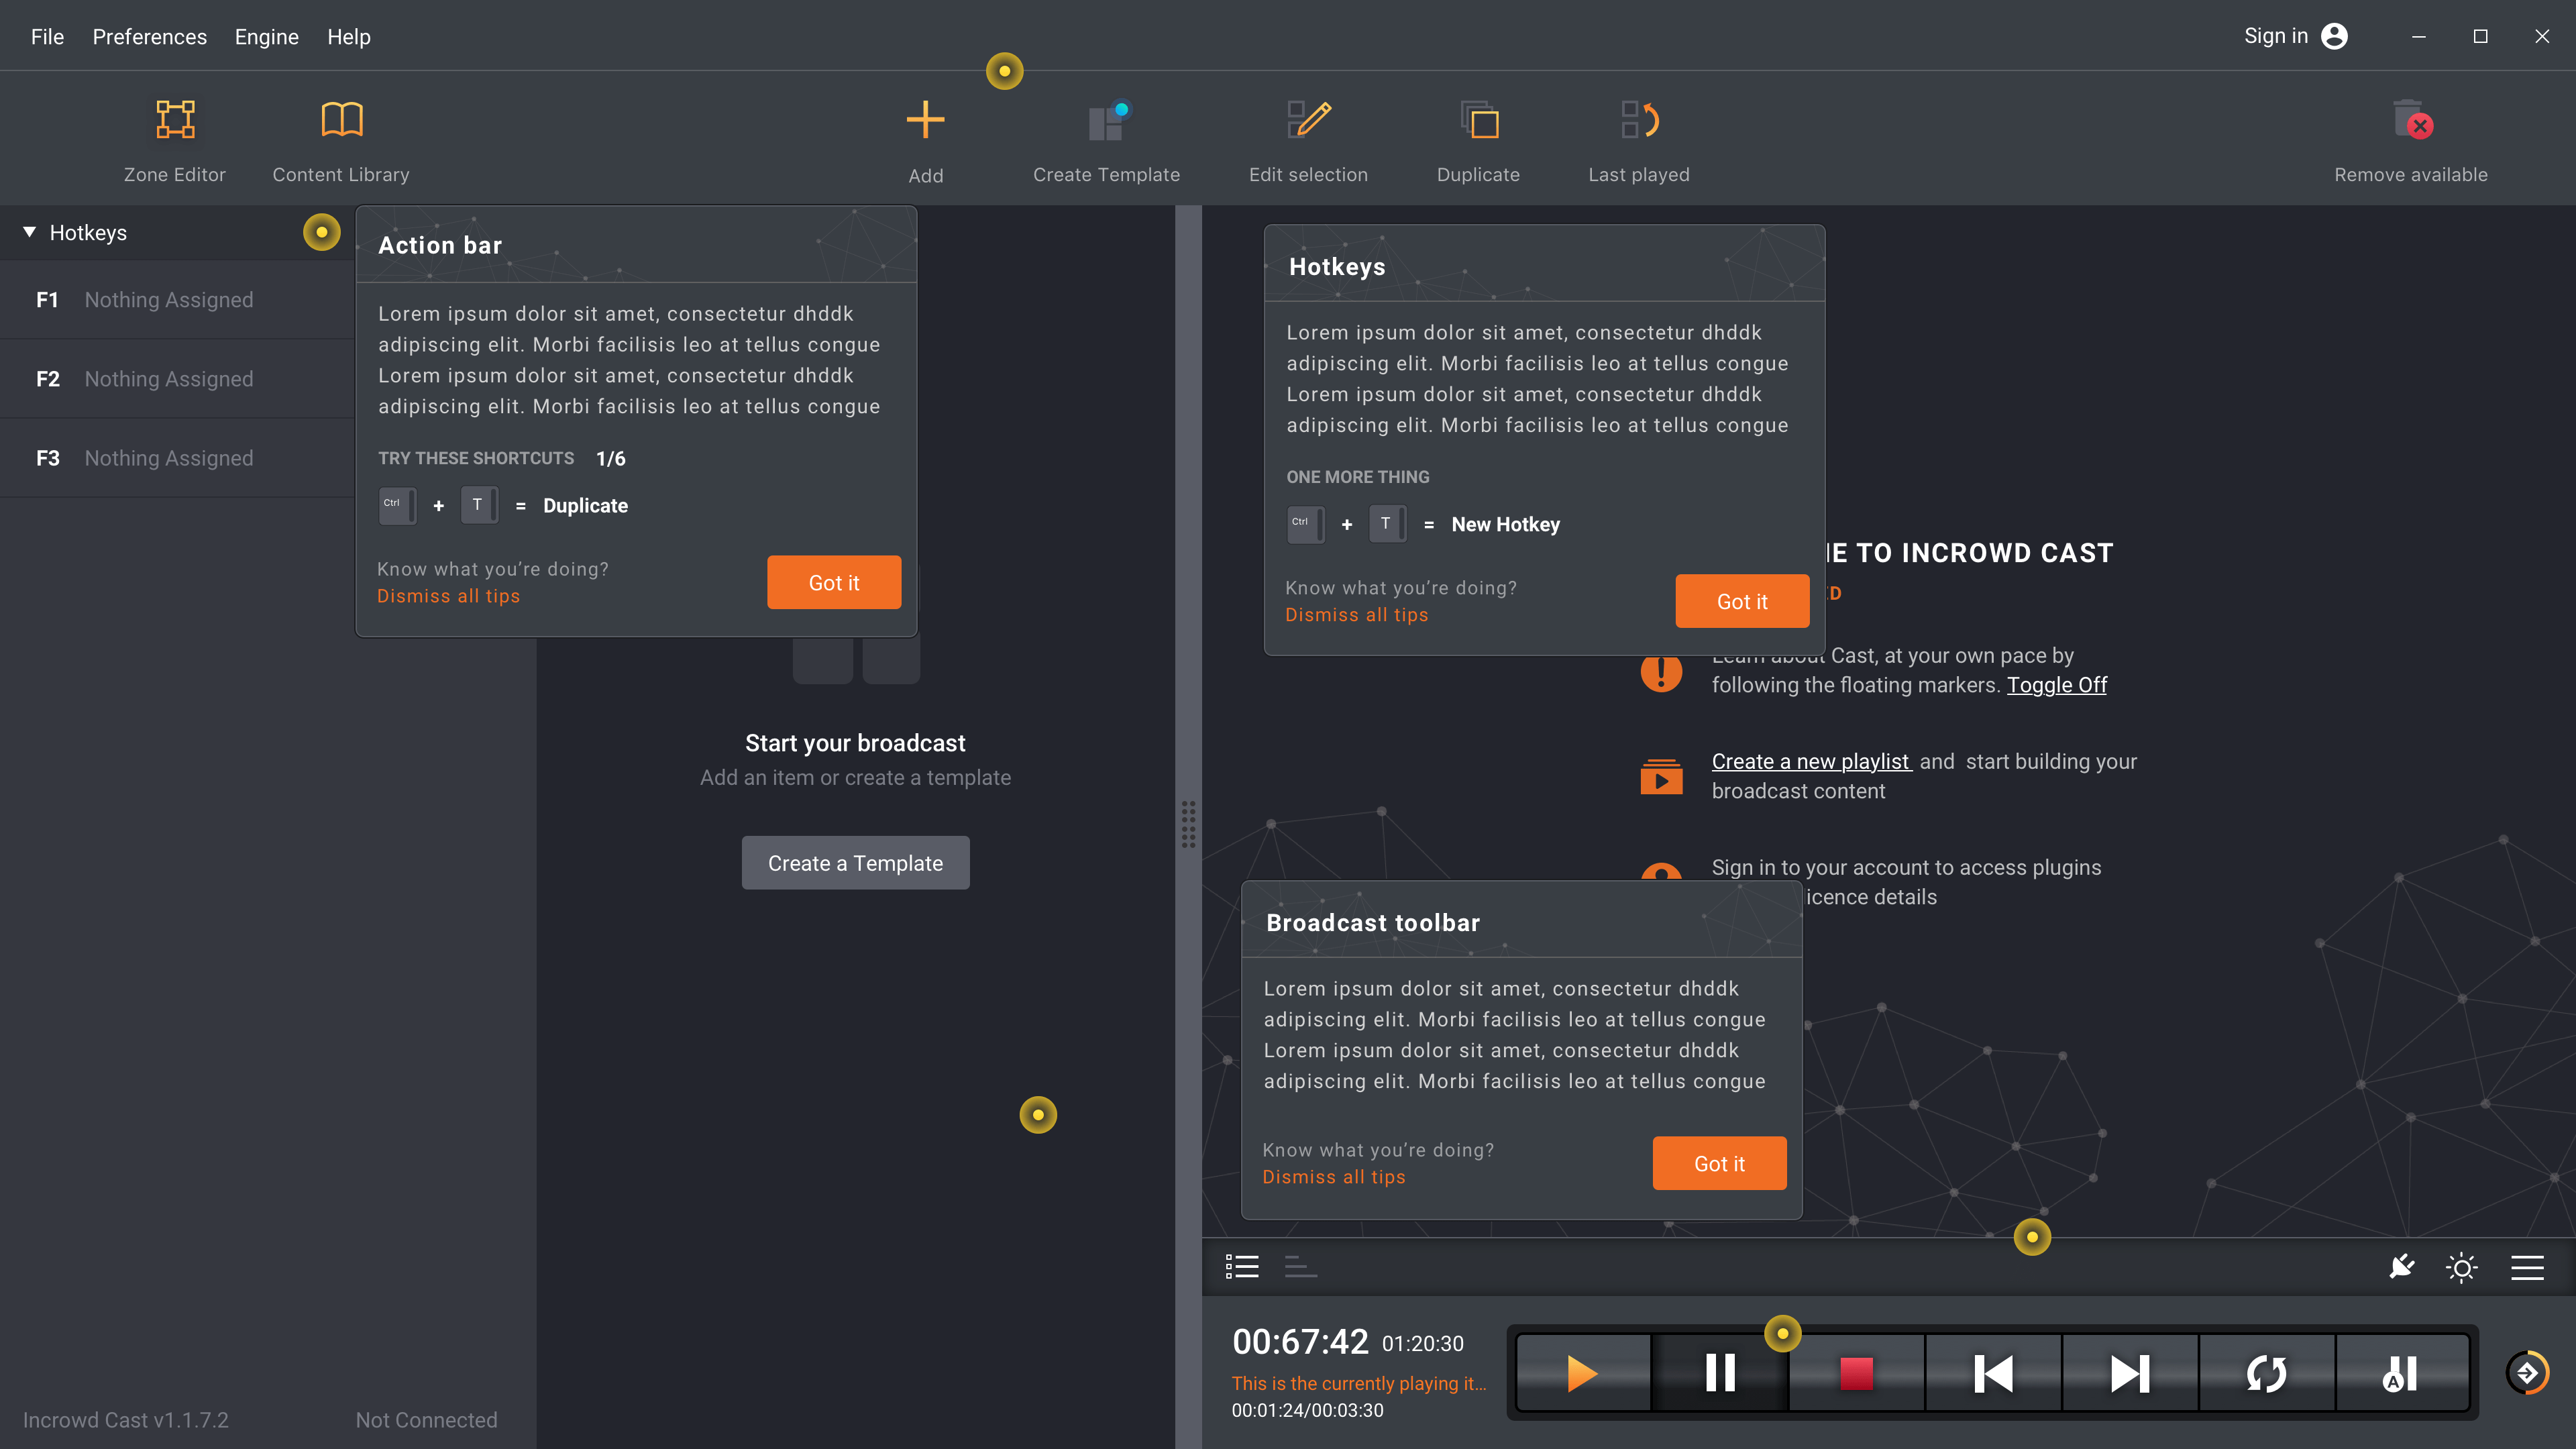 File Preferences Engine Help
Sign in
Zone Editor
Content Library
Add
Create Template
Edit selection
Duplicate
Last played
Remove available
Hotkeys
F1 Nothing Assigned
F2 Nothing Assigned
F3 Nothing Assigned
Action bar
Lorem ipsum dolor sit amet, consectetur dhddk
adipiscing elit. Morbi facilisis leo at tellus congue
Lorem ipsum dolor sit amet, consectetur dhddk
adipiscing elit. Morbi facilisis leo at tellus congue
TRY THESE SHORTCUTS 1/6
Ctrl + T = Duplicate
Know what you’re doing?
Dismiss all tips
Got it
Start your broadcast
Add an item or create a template
Create a Template
Hotkeys
Lorem ipsum dolor sit amet, consectetur dhddk
adipiscing elit. Morbi facilisis leo at tellus congue
Lorem ipsum dolor sit amet, consectetur dhddk
adipiscing elit. Morbi facilisis leo at tellus congue
ONE MORE THING
Ctrl + T = New Hotkey
Know what you’re doing?
Dismiss all tips
Got it
TO INCROWD CAST
Learn about Cast, at your own pace by
following the floating markers. Toggle Off
Create a new playlist and start building your
broadcast content
Sign in to your account to access plugins
details
Broadcast toolbar
Lorem ipsum dolor sit amet, consectetur dhddk
adipiscing elit. Morbi facilisis leo at tellus congue
Lorem ipsum dolor sit amet, consectetur dhddk
adipiscing elit. Morbi facilisis leo at tellus congue
Know what you’re doing?
Dismiss all tips
Got it
00:67:42 01:20:30
This is the currently playing it...
00:01:24/00:03:30
A
Incrowd Cast v1.1.7.2
Not Connected